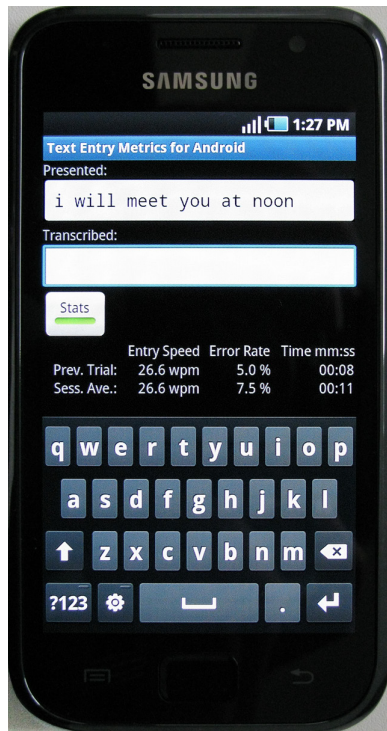 SAMSUNG
1:27 PM
Text Entry Metrics for Android
Presented:
i will meet you at noon
Transcribed:
Stats
Entry Speed Error Rate Time mm:ss
Prev. Trial: 26.6 wpm 5.0 % 00:08
Sess. Ave.: 26.6 wpm 7.5 % 00:11
q w e r t y u i o p
a s d f g h j k l
z x c v b n m
?123 .